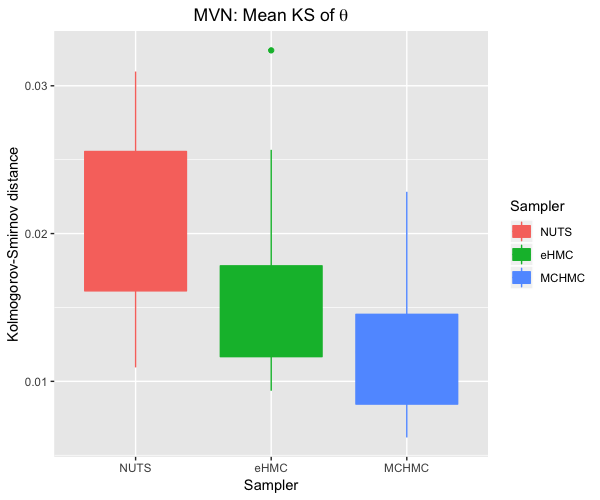 MVN: Mean KS of θ
Kolmogorov-Smirnov distance
0.03
0.02
0.01
NUTS
eHMC
MCHMC
Sampler
Sampler
NUTS
eHMC
MCHMC